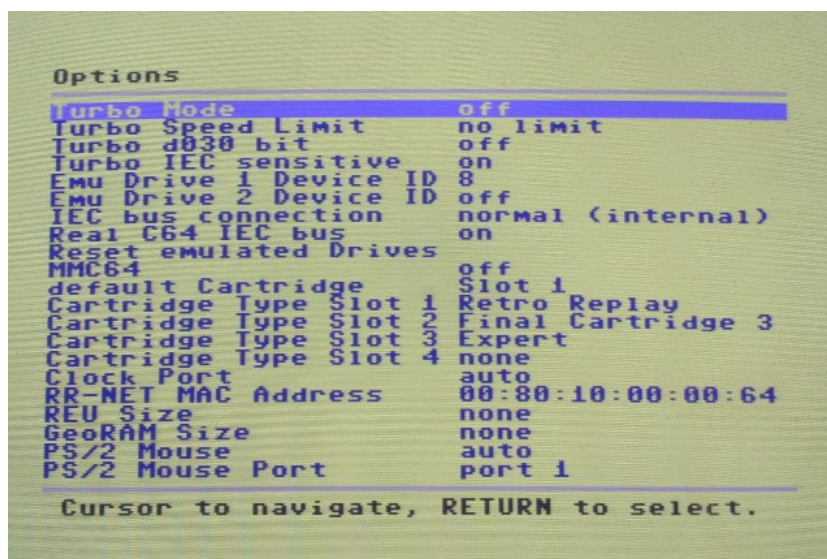 Options
Turbo Mode off
Turbo Speed Limit no limit
Turbo d030 bit off
Turbo IEC sensitive on
Emu Drive 1 Device ID 8
Emu Drive 2 Device ID off
IEC bus connection normal (internal)
Real C64 IEC bus on
Reset emulated Drives
MMC64 off
default Cartridge Slot 1
Cartridge Type Slot 1 Retro Replay
Cartridge Type Slot 2 Final Cartridge 3
Cartridge Type Slot 3 Expert
Cartridge Type Slot 4 none
Clock Port auto
RR-NET MAC Address 00:80:10:00:00:64
REU Size none
GeoRAM Size none
PS/2 Mouse auto
PS/2 Mouse Port port 1
Cursor to navigate, RETURN to select.